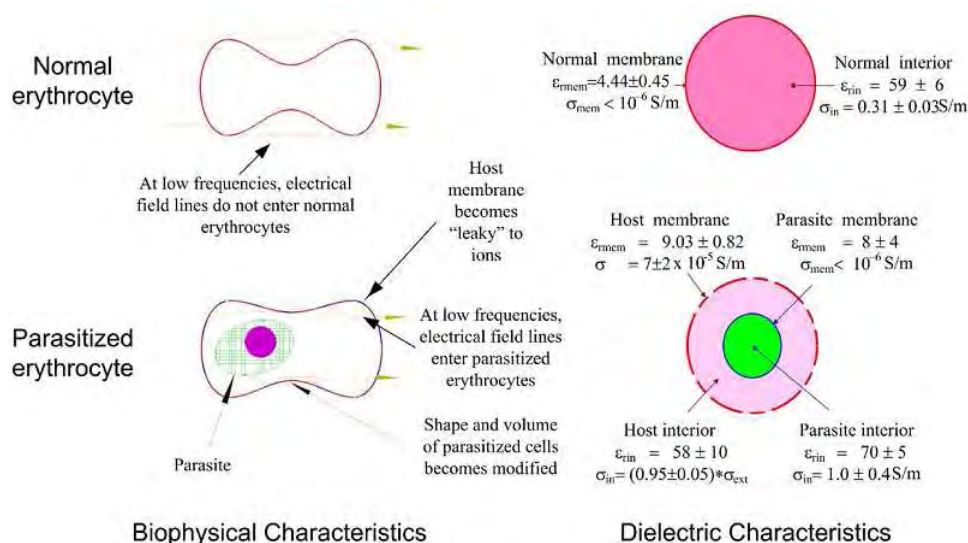 Normal
erythrocyte
At low frequencies, electrical
field lines do not enter normal
erythrocytes
Normal membrane
εrmem=4.44±0.45
σmem < 10⁻⁶ S/m
Normal interior
εrin = 59 ± 6
σin = 0.31 ± 0.03S/m
Host
membrane
becomes
“leaky” to
ions
Parasitized
erythrocyte
At low frequencies,
electrical field lines
enter parasitized
erythrocytes
Parasite
Shape and volume
of parasitized cells
becomes modified
Host membrane
εrmem = 9.03 ± 0.82
σ = 7±2 x 10⁻⁵ S/m
Parasite membrane
εrmem = 8 ± 4
σmem< 10⁻⁶ S/m
Host interior
εrin = 58 ± 10
σin= (0.95±0.05)*σext
Parasite interior
εrin = 70 ± 5
σin= 1.0 ± 0.4S/m
Biophysical Characteristics
Dielectric Characteristics